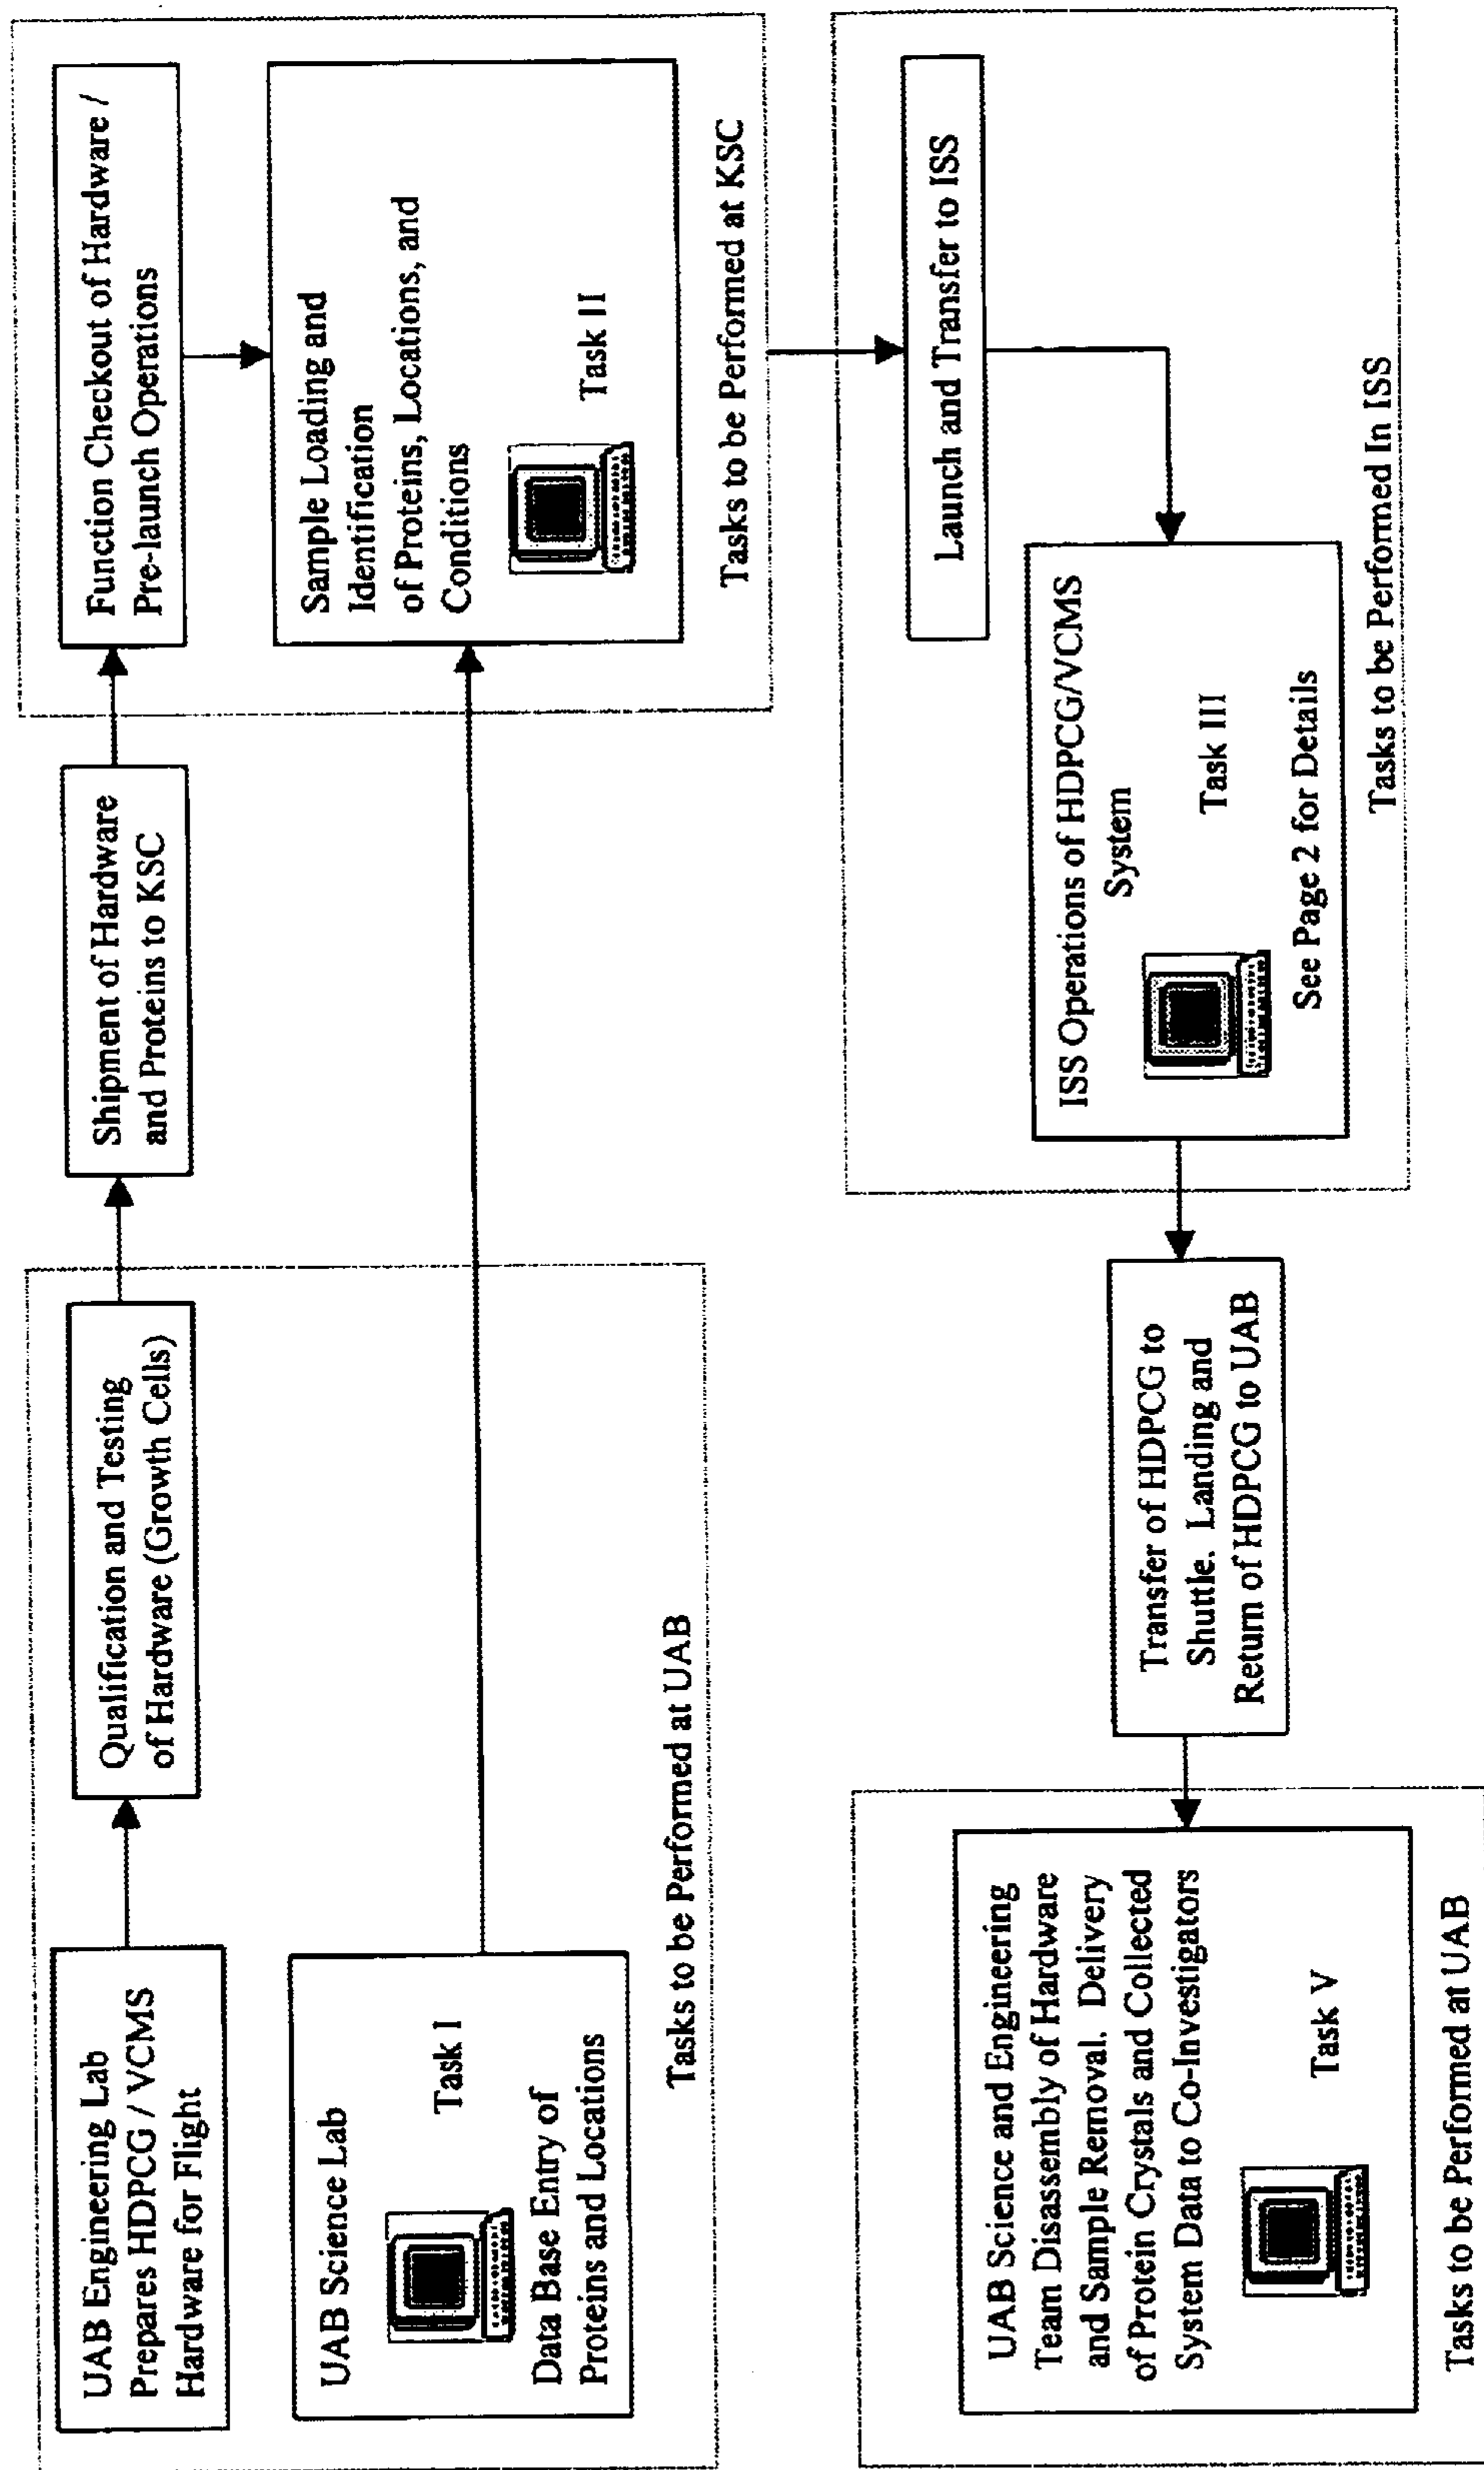 UAB Engineering Lab
Prepares HDPCG / VCMS
Hardware for Flight
Qualification and Testing
of Hardware (Growth Cells)
Shipment of Hardware
and Proteins to KSC
Function Checkout of Hardware /
Pre-launch Operations
UAB Science Lab
Task I
Data Base Entry of
Proteins and Locations
Tasks to be Performed at UAB
Sample Loading and
Identification
of Proteins, Locations, and
Conditions
Task II
Tasks to be Performed at KSC
Launch and Transfer to ISS
ISS Operations of HDPCG/VCMS
System
Task III
See Page 2 for Details
Tasks to be Performed In ISS
Transfer of HDPCG to
Shuttle. Landing and
Return of HDPCG to UAB
UAB Science and Engineering
Team Disassembly of Hardware
and Sample Removal. Delivery
of Protein Crystals and Collected
System Data to Co-Investigators
Task V
Tasks to be Performed at UAB